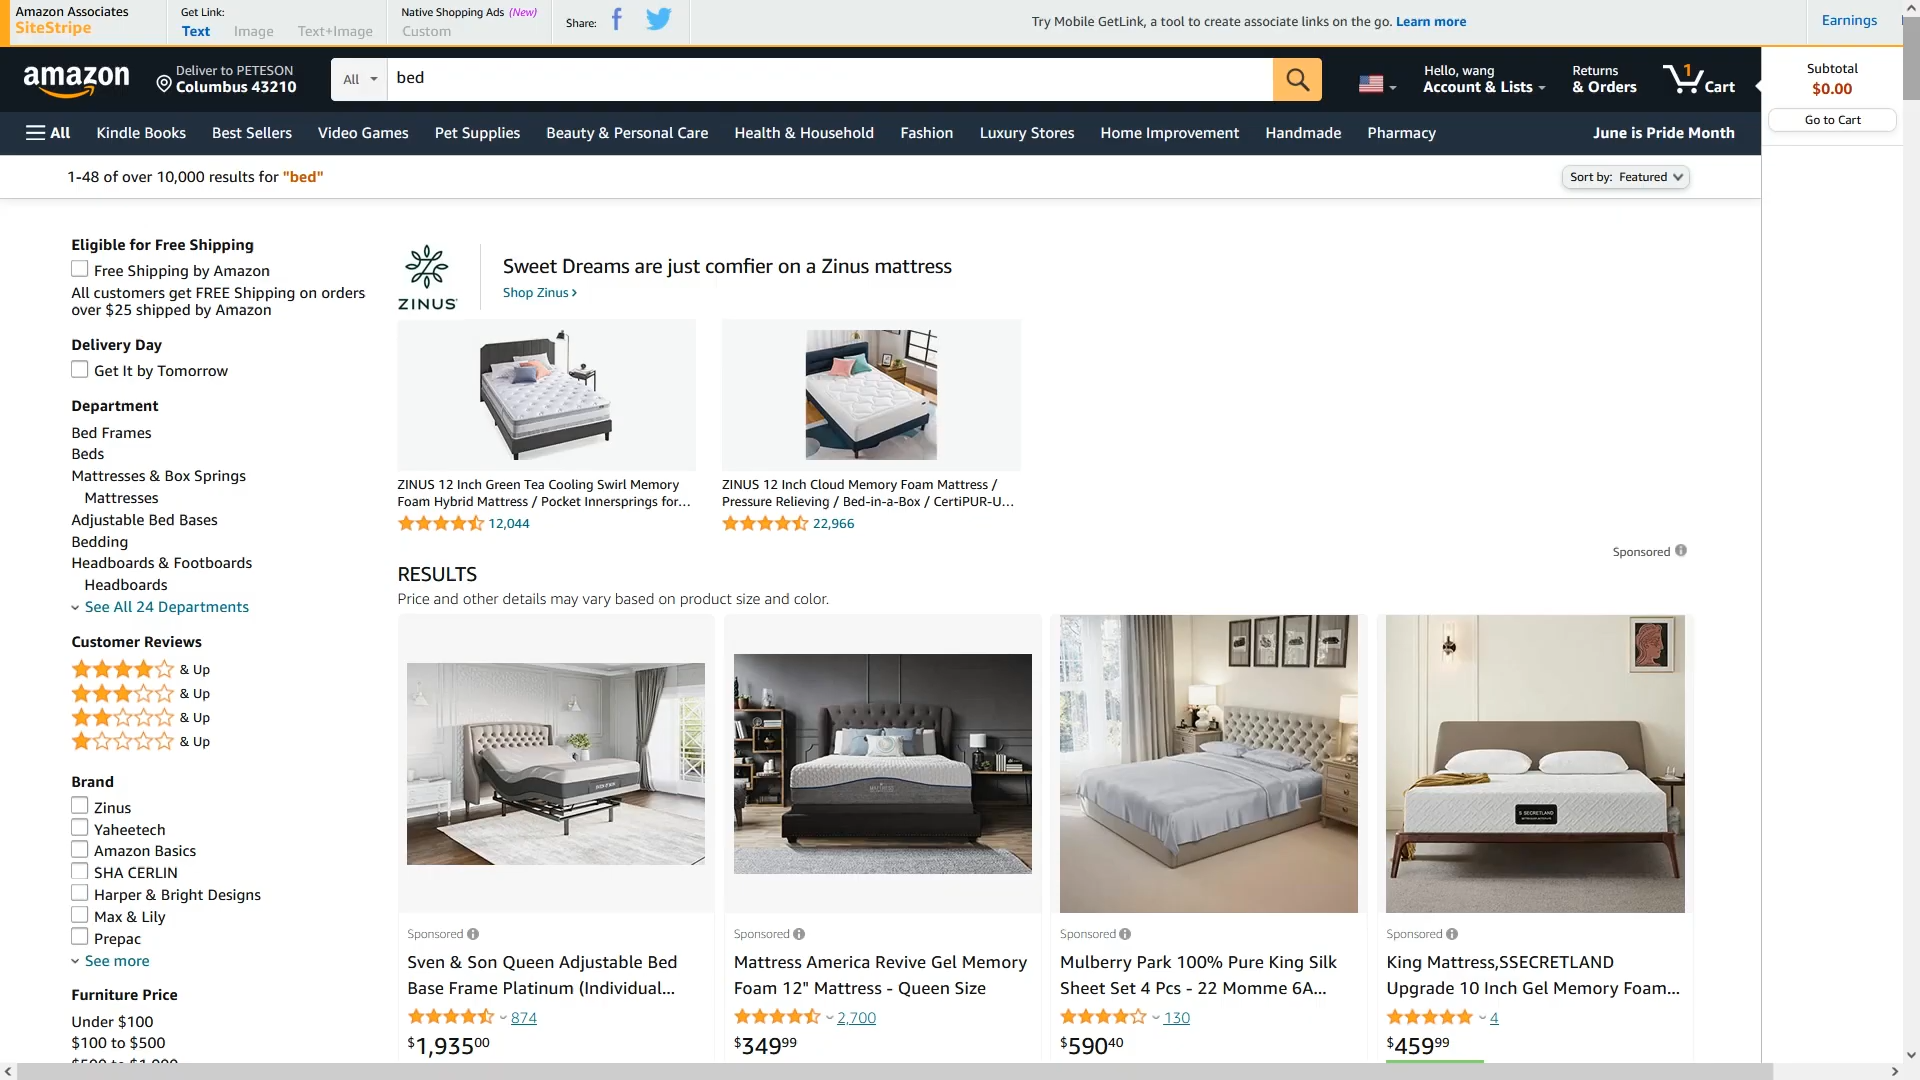 Amazon Associates
SiteStripe
Get Link:
Text Image Text+Image
Native Shopping Ads (New)
Custom
Share:
Try Mobile GetLink, a tool to create associate links on the go. Learn more
Earnings
amazon
Deliver to PETESON
Columbus 43210
All
bed
Hello, wang
Account & Lists
Returns
& Orders
1
Cart
Subtotal
$0.00
Go to Cart
All Kindle Books Best Sellers Video Games Pet Supplies Beauty & Personal Care Health & Household Fashion Luxury Stores Home Improvement Handmade Pharmacy June is Pride Month
1-48 of over 10,000 results for "bed"
Sort by: Featured
Eligible for Free Shipping
Free Shipping by Amazon
All customers get FREE Shipping on orders
over $25 shipped by Amazon
Delivery Day
Get It by Tomorrow
Department
Bed Frames
Beds
Mattresses & Box Springs
Mattresses
Adjustable Bed Bases
Bedding
Headboards & Footboards
Headboards
See All 24 Departments
Customer Reviews
& Up
& Up
& Up
& Up
Brand
Zinus
Yaheetech
Amazon Basics
SHA CERLIN
Harper & Bright Designs
Max & Lily
Prepac
See more
Furniture Price
Under $100
$100 to $500
$500 to $1,000
ZINUS
Sweet Dreams are just comfier on a Zinus mattress
Shop Zinus ›
ZINUS 12 Inch Green Tea Cooling Swirl Memory
Foam Hybrid Mattress / Pocket Innersprings for...
12,044
ZINUS 12 Inch Cloud Memory Foam Mattress /
Pressure Relieving / Bed-in-a-Box / CertiPUR-U...
22,966
Sponsored
RESULTS
Price and other details may vary based on product size and color.
Sponsored
Sven & Son Queen Adjustable Bed
Base Frame Platinum (Individual...
874
$1,93500
Sponsored
Mattress America Revive Gel Memory
Foam 12" Mattress - Queen Size
2,700
$34999
Sponsored
Mulberry Park 100% Pure King Silk
Sheet Set 4 Pcs - 22 Momme 6A...
130
$59040
S SECRETLAND
Sponsored
King Mattress,SSECRETLAND
Upgrade 10 Inch Gel Memory Foam...
4
$45999